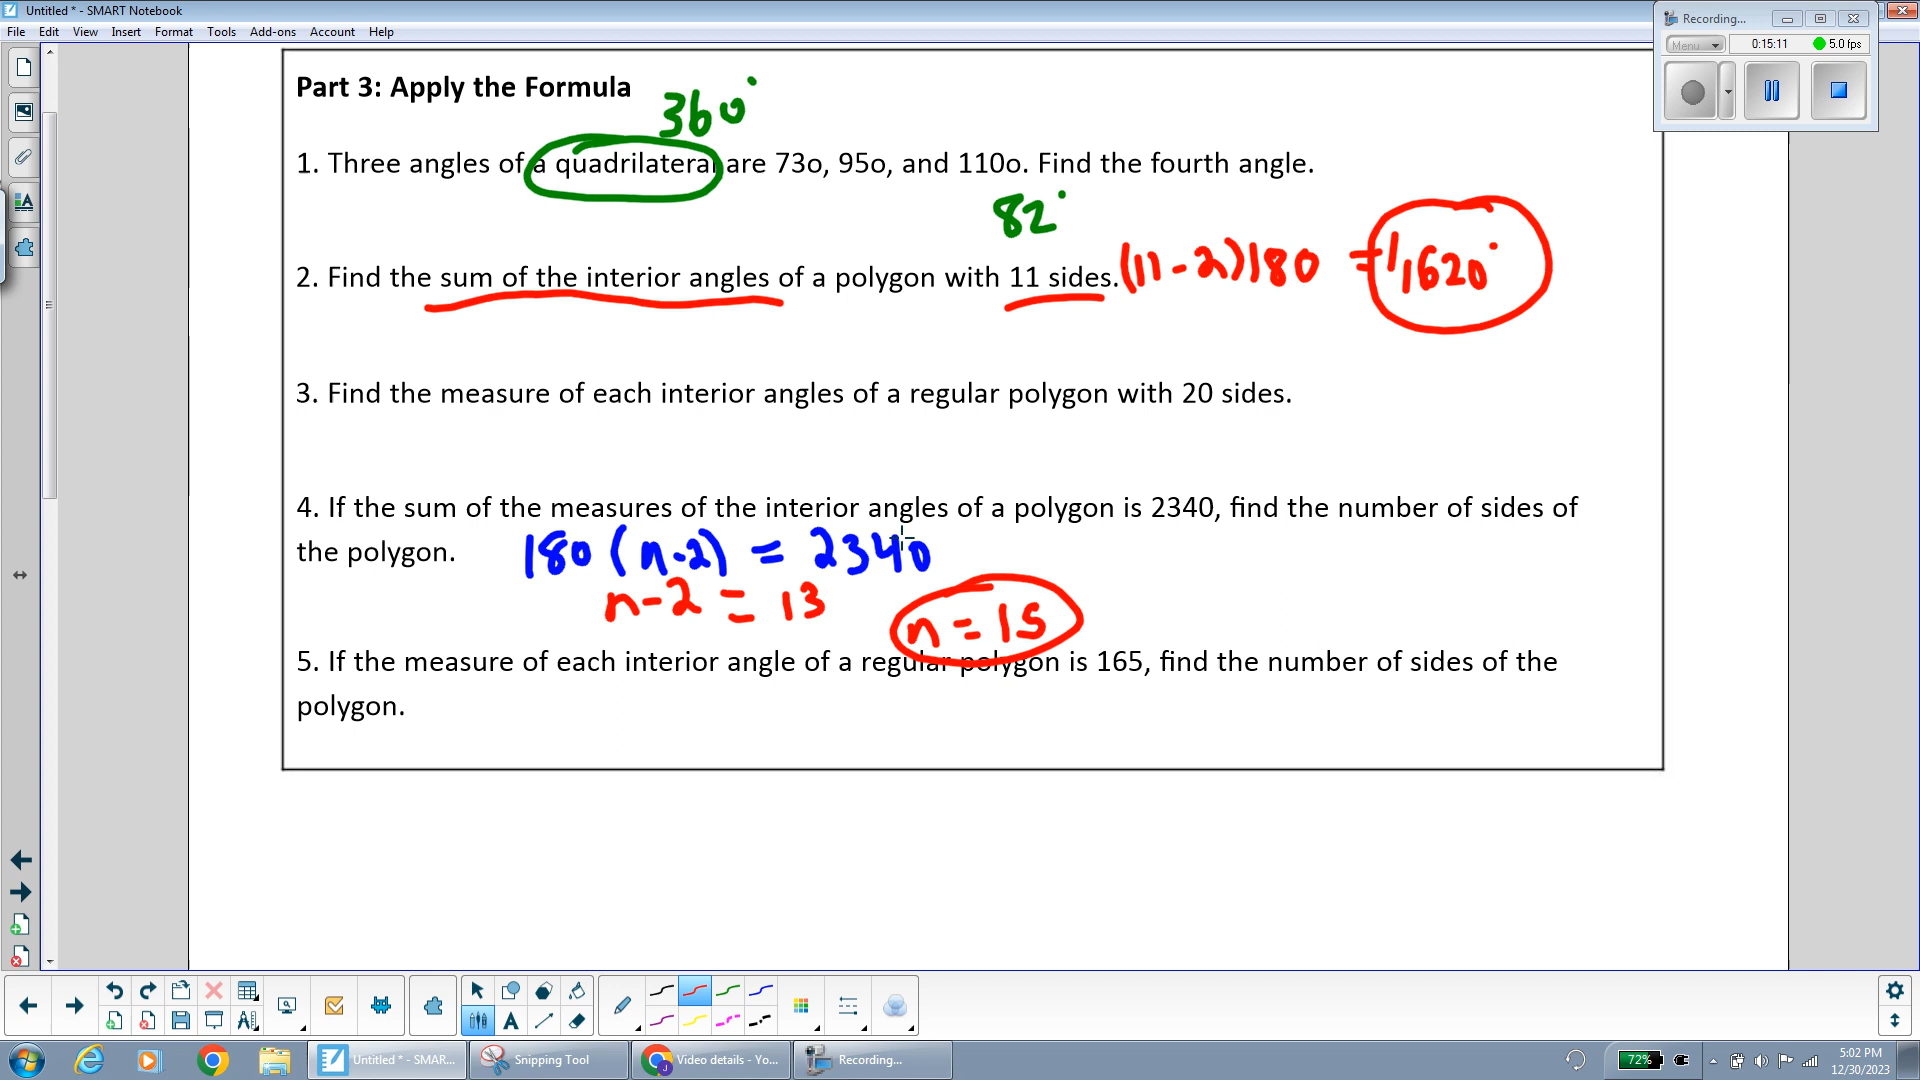 Untitled * - SMART Notebook
File Edit View Insert Format Tools Add-ons Account Help
Recording...
Menu
0:15:11
5.0 fps
Part 3: Apply the Formula
360°
1. Three angles of a quadrilateral are 73o, 95o, and 110o. Find the fourth angle.
82°
2. Find the sum of the interior angles of a polygon with 11 sides.
(11-2)180 = 1620°
3. Find the measure of each interior angles of a regular polygon with 20 sides.
4. If the sum of the measures of the interior angles of a polygon is 2340, find the number of sides of
the polygon.
180(n-2) = 2340
n-2 = 13
n = 15
5. If the measure of each interior angle of a regular polygon is 165, find the number of sides of the
polygon.
Untitled * - SMAR...
Snipping Tool
Video details - Yo...
Recording...
72%
5:02 PM
12/30/2023